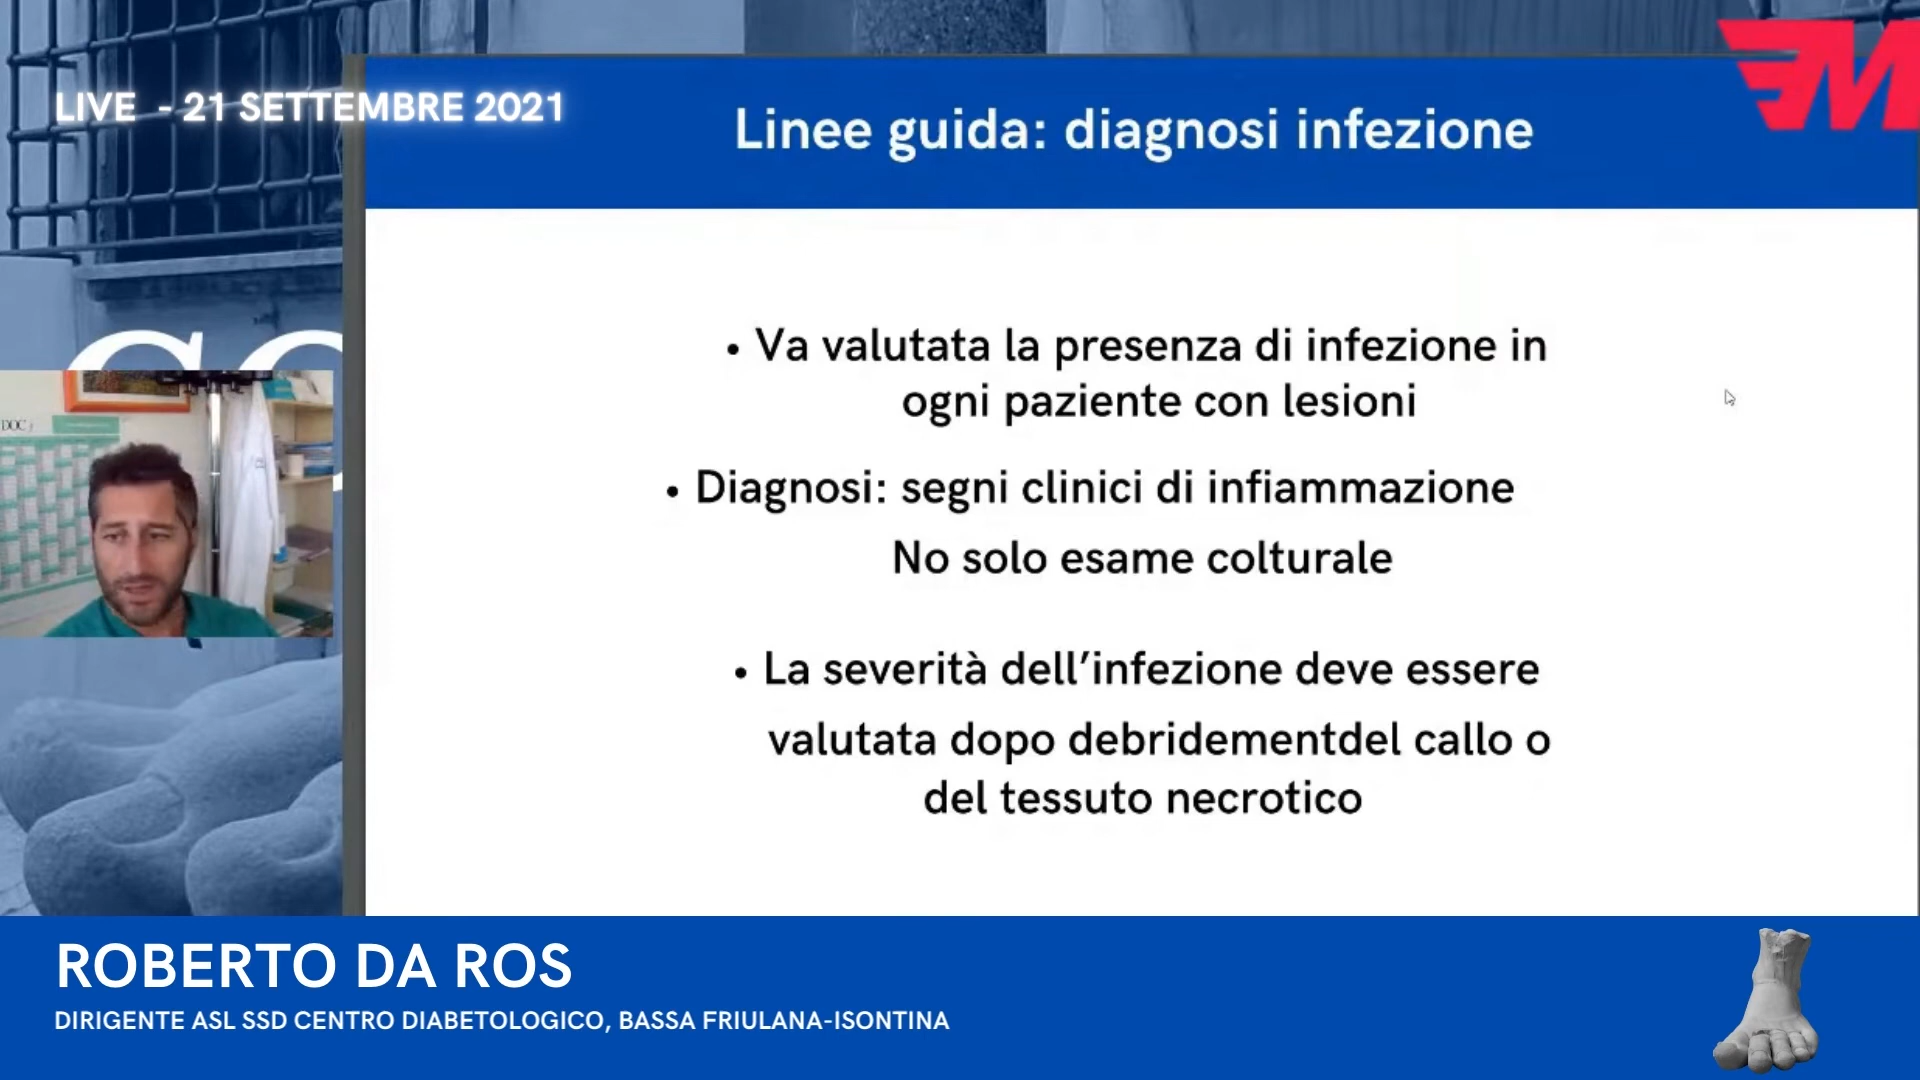 LIVE - 21 SETTEMBRE 2021
Linee guida: diagnosi infezione
M
• Va valutata la presenza di infezione in
ogni paziente con lesioni
• Diagnosi: segni clinici di infiammazione
No solo esame colturale
• La severità dell’infezione deve essere
valutata dopo debridementdel callo o
del tessuto necrotico
DOC
ROBERTO DA ROS
DIRIGENTE ASL SSD CENTRO DIABETOLOGICO, BASSA FRIULANA-ISONTINA